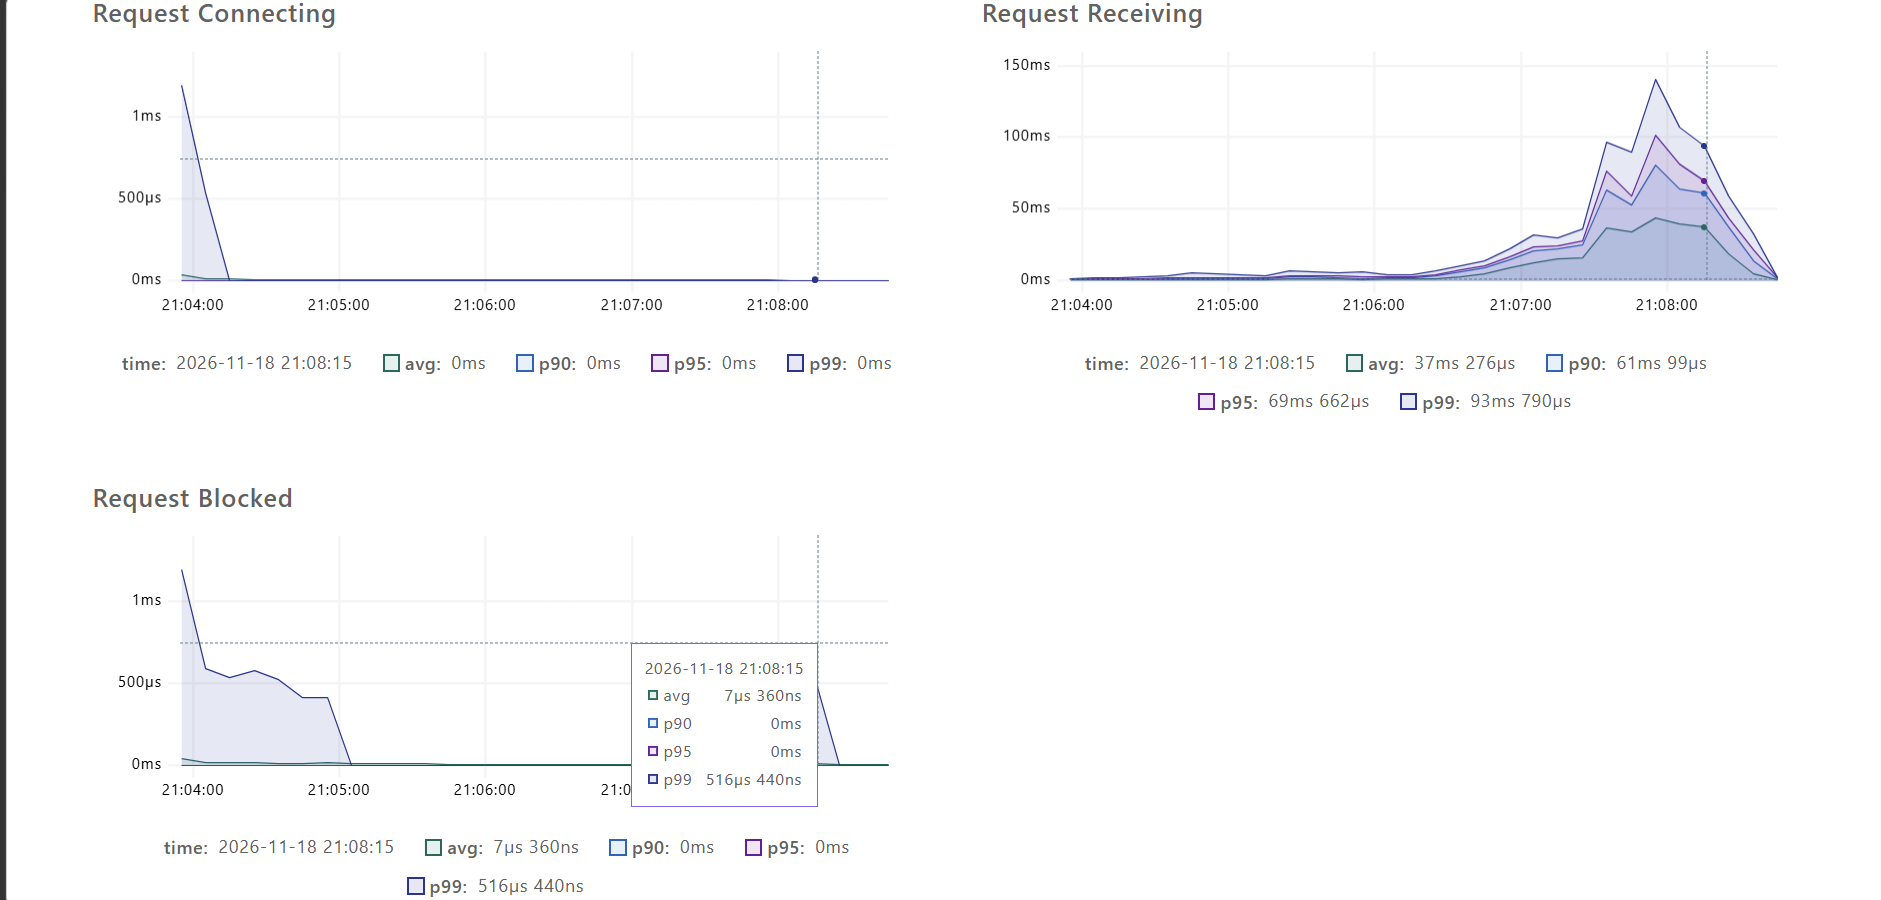 Request Connecting
1ms
500µs
0ms
21:04:00 21:05:00 21:06:00 21:07:00 21:08:00
time: 2026-11-18 21:08:15 avg: 0ms p90: 0ms p95: 0ms p99: 0ms
Request Receiving
150ms
100ms
50ms
0ms
21:04:00 21:05:00 21:06:00 21:07:00 21:08:00
time: 2026-11-18 21:08:15 avg: 37ms 276µs p90: 61ms 99µs
p95: 69ms 662µs p99: 93ms 790µs
Request Blocked
1ms
500µs
0ms
21:04:00 21:05:00 21:06:00 21:0
2026-11-18 21:08:15
avg 7µs 360ns
p90 0ms
p95 0ms
p99 516µs 440ns
time: 2026-11-18 21:08:15 avg: 7µs 360ns p90: 0ms p95: 0ms
p99: 516µs 440ns